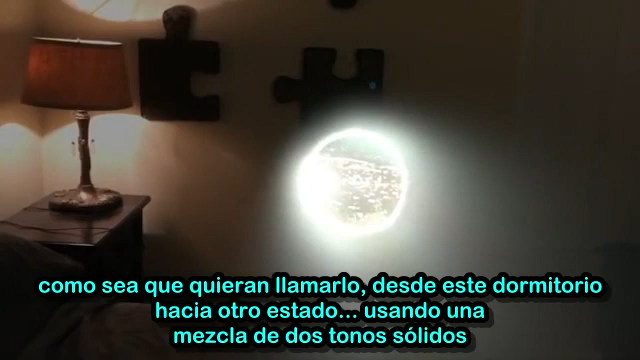 como sea que quieran llamarlo, desde este dormitorio
hacia otro estado... usando una
mezcla de dos tonos sólidos